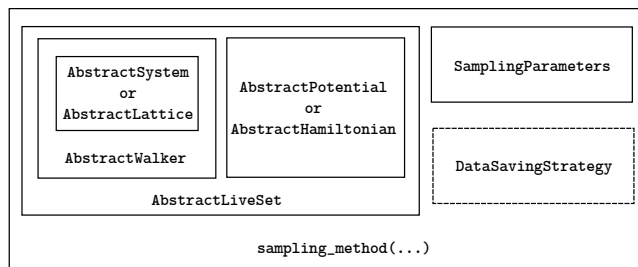 AbstractSystem
or
AbstractLattice
AbstractWalker
AbstractPotential
or
AbstractHamiltonian
AbstractLiveSet
SamplingParameters
DataSavingStrategy
sampling_method(...)